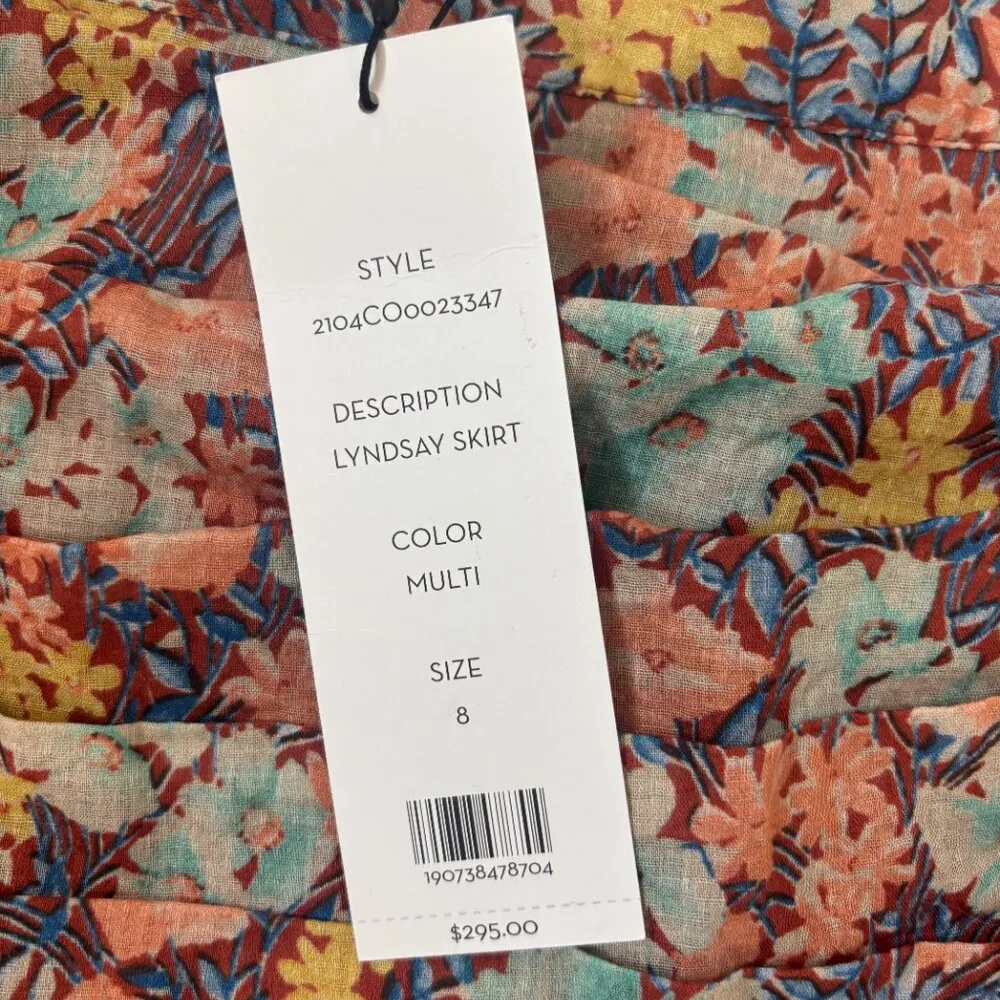 STYLE
2104CO0023347
DESCRIPTION
LYNDSAY SKIRT
COLOR
MULTI
SIZE
8
190738478704
$295.00